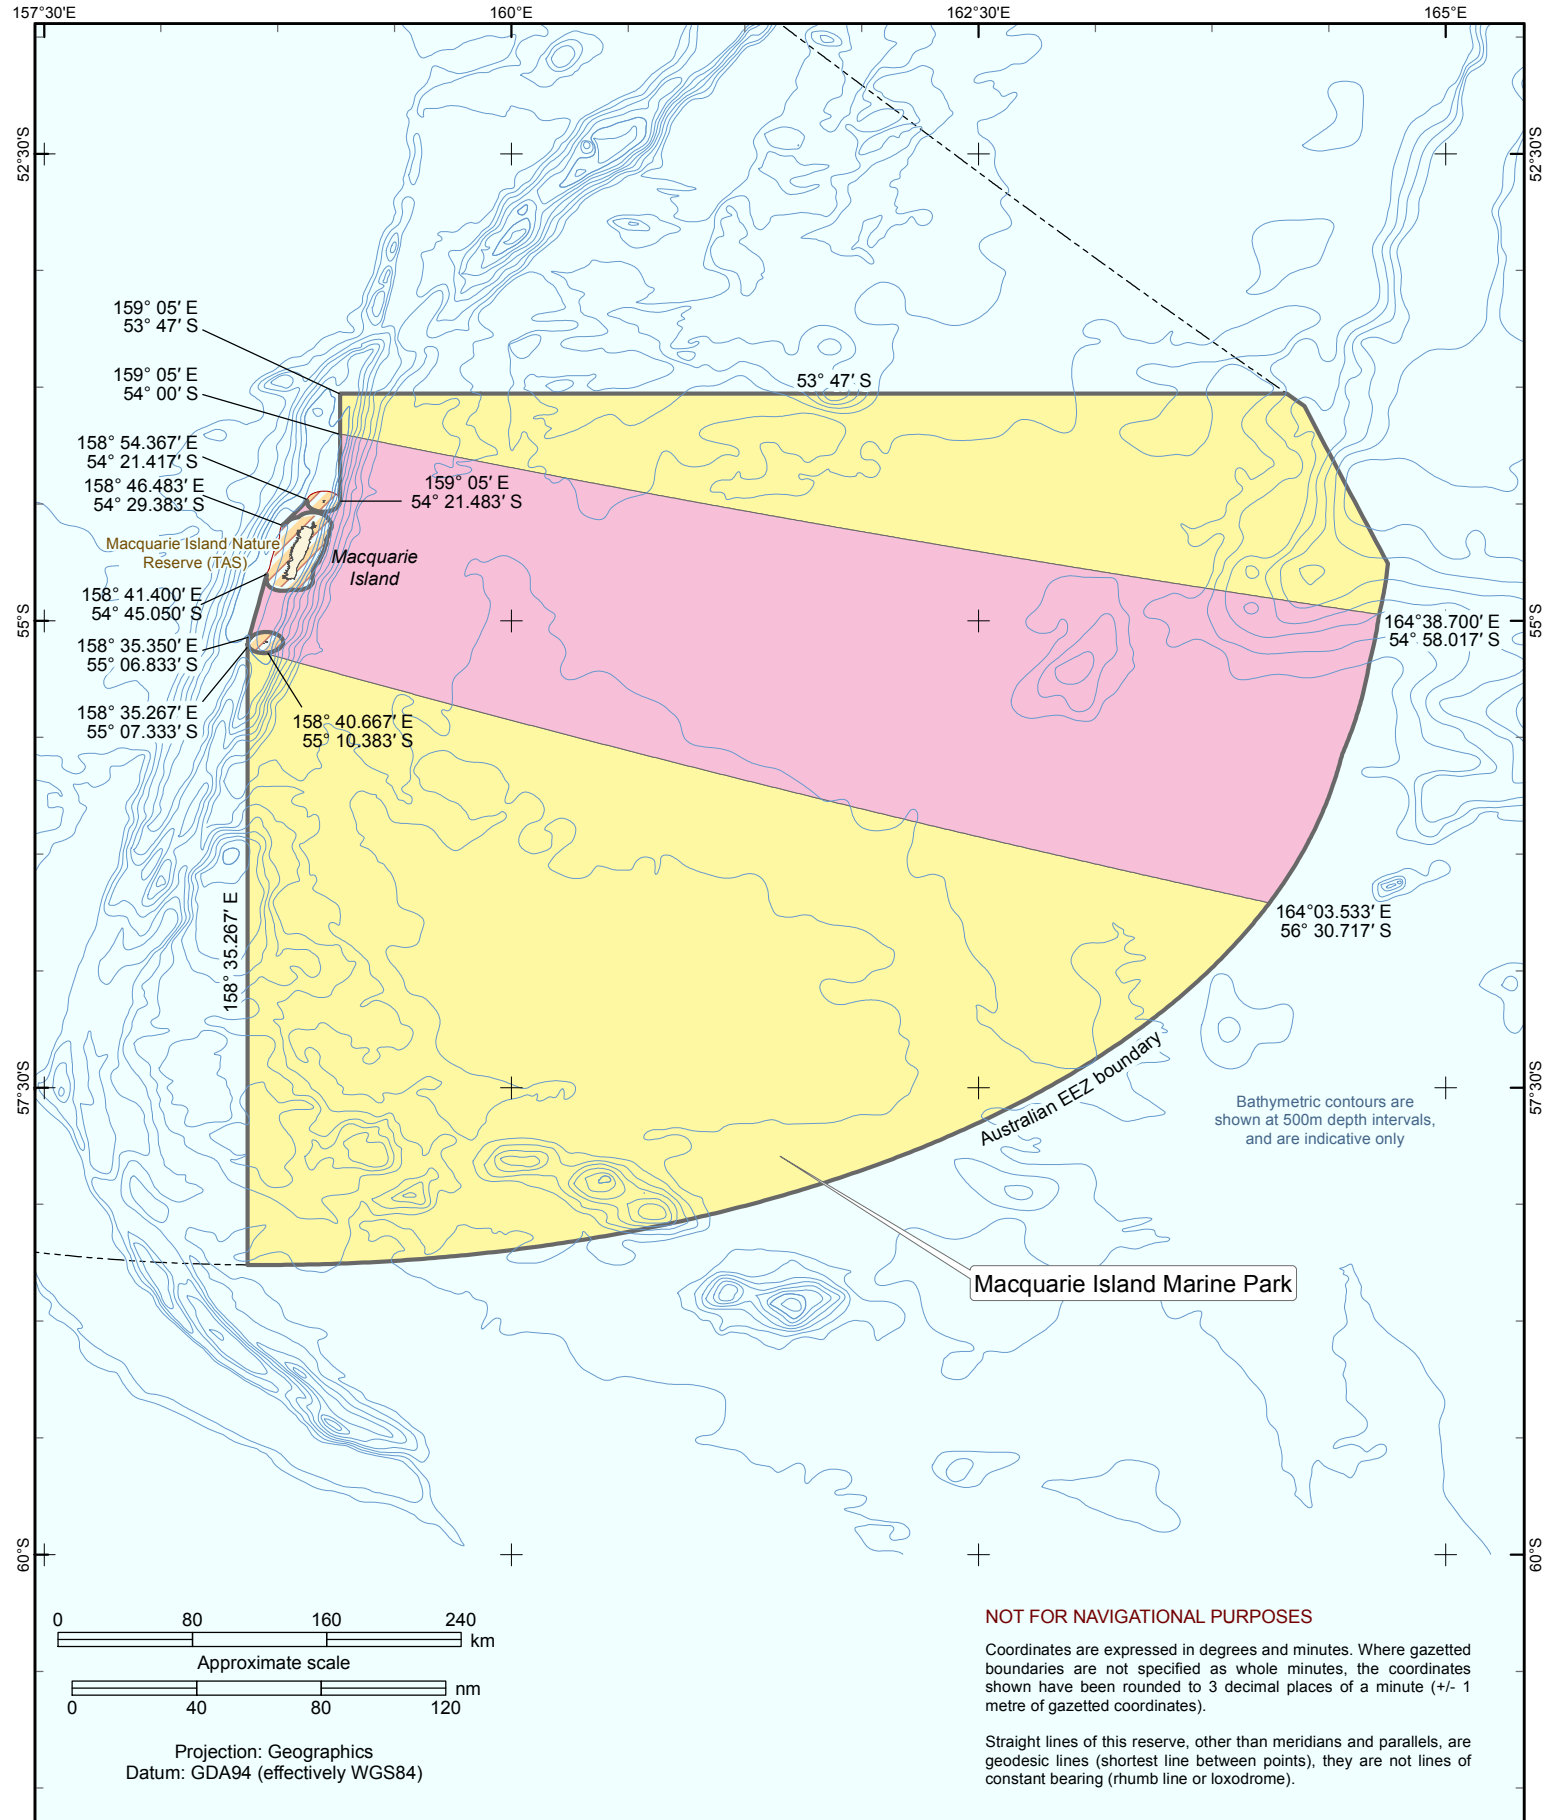 157°30'E
160°E
162°30'E
165°E
52°30'S
52°30'S
159° 05′ E
53° 47′ S
159° 05′ E
54° 00′ S
53° 47′ S
158° 54.367′ E
54° 21.417′ S
158° 46.483′ E
54° 29.383′ S
159° 05′ E
54° 21.483′ S
Macquarie Island Nature
Reserve (TAS)
Macquarie
Island
158° 41.400′ E
54° 45.050′ S
55°S
55°S
164°38.700′ E
54° 58.017′ S
158° 35.350′ E
55° 06.833′ S
158° 35.267′ E
55° 07.333′ S
158° 40.667′ E
55° 10.383′ S
158° 35.267′ E
164°03.533′ E
56° 30.717′ S
57°30'S
57°30'S
Australian EEZ boundary
Bathymetric contours are
shown at 500m depth intervals,
and are indicative only
Macquarie Island Marine Park
60°S
60°S
0 80 160 240
km
Approximate scale
nm
0 40 80 120
Projection: Geographics
Datum: GDA94 (effectively WGS84)
NOT FOR NAVIGATIONAL PURPOSES
Coordinates are expressed in degrees and minutes. Where gazetted
boundaries are not specified as whole minutes, the coordinates
shown have been rounded to 3 decimal places of a minute (+/- 1
metre of gazetted coordinates).
Straight lines of this reserve, other than meridians and parallels, are
geodesic lines (shortest line between points), they are not lines of
constant bearing (rhumb line or loxodrome).